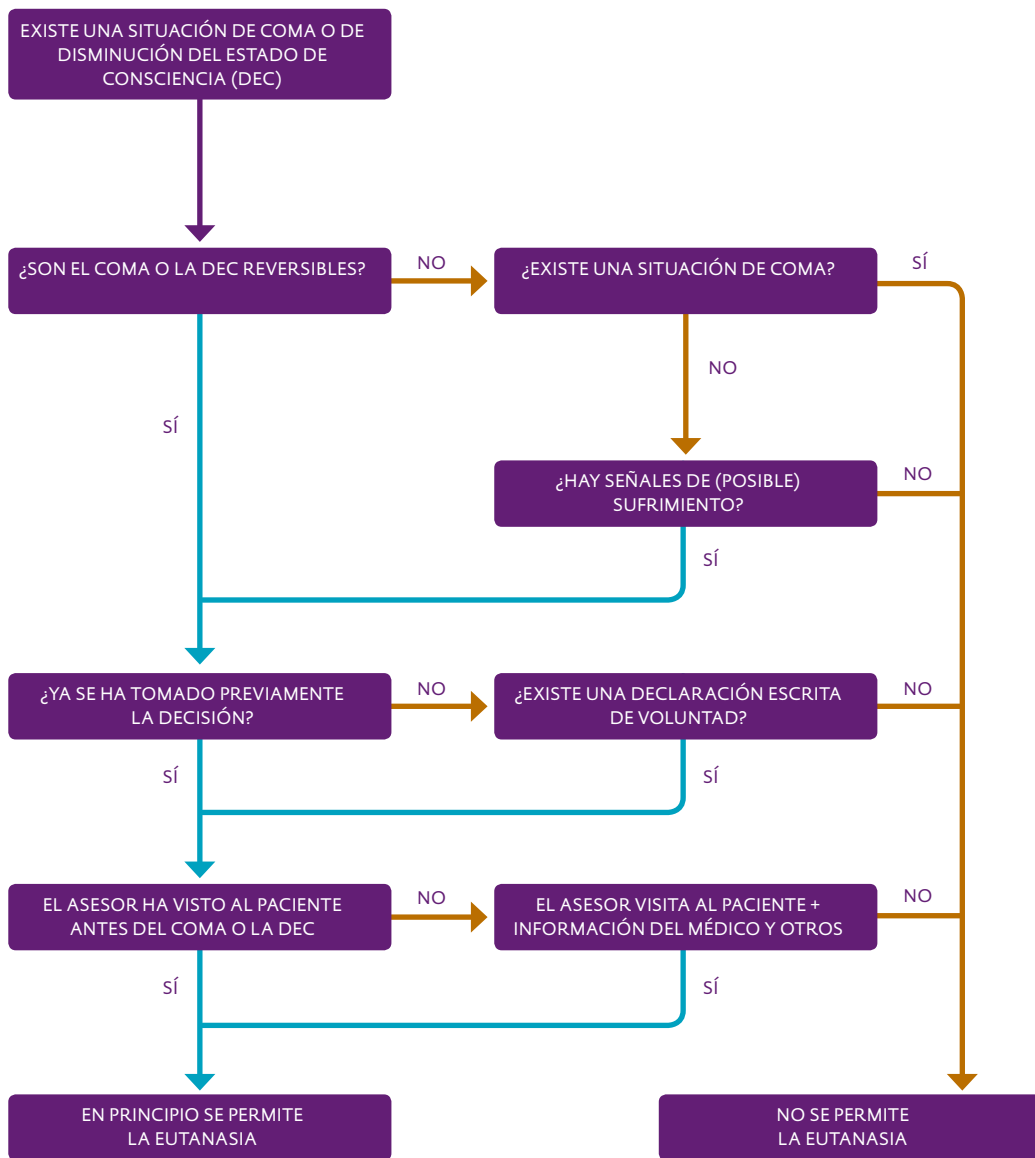 EXISTE UNA SITUACIÓN DE COMA O DE
DISMINUCIÓN DEL ESTADO DE
CONSCIENCIA (DEC)
¿SON EL COMA O LA DEC REVERSIBLES?
NO
¿EXISTE UNA SITUACIÓN DE COMA?
SÍ
NO
SÍ
¿HAY SEÑALES DE (POSIBLE)
SUFRIMIENTO?
NO
SÍ
¿YA SE HA TOMADO PREVIAMENTE
LA DECISIÓN?
NO
¿EXISTE UNA DECLARACIÓN ESCRITA
DE VOLUNTAD?
NO
SÍ
SÍ
EL ASESOR HA VISTO AL PACIENTE
ANTES DEL COMA O LA DEC
NO
EL ASESOR VISITA AL PACIENTE +
INFORMACIÓN DEL MÉDICO Y OTROS
NO
SÍ
SÍ
EN PRINCIPIO SE PERMITE
LA EUTANASIA
NO SE PERMITE
LA EUTANASIA